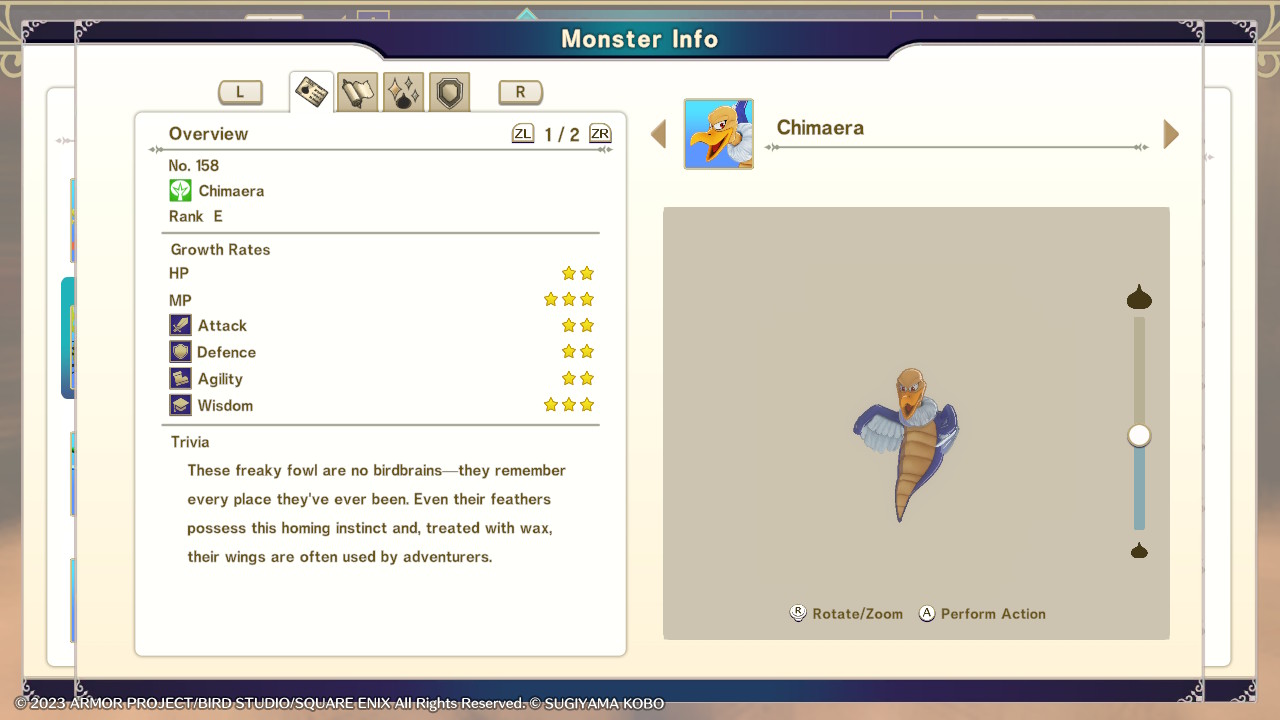 Monster Info
L
R
Overview
ZL 1 / 2 ZR
No. 158
Chimaera
Rank E
Growth Rates
HP
MP
Attack
Defence
Agility
Wisdom
Trivia
These freaky fowl are no birdbrains—they remember
every place they've ever been. Even their feathers
possess this homing instinct and, treated with wax,
their wings are often used by adventurers.
Chimaera
R Rotate/Zoom A Perform Action
© 2023 ARMOR PROJECT/BIRD STUDIO/SQUARE ENIX All Rights Reserved. © SUGIYAMA KOBO